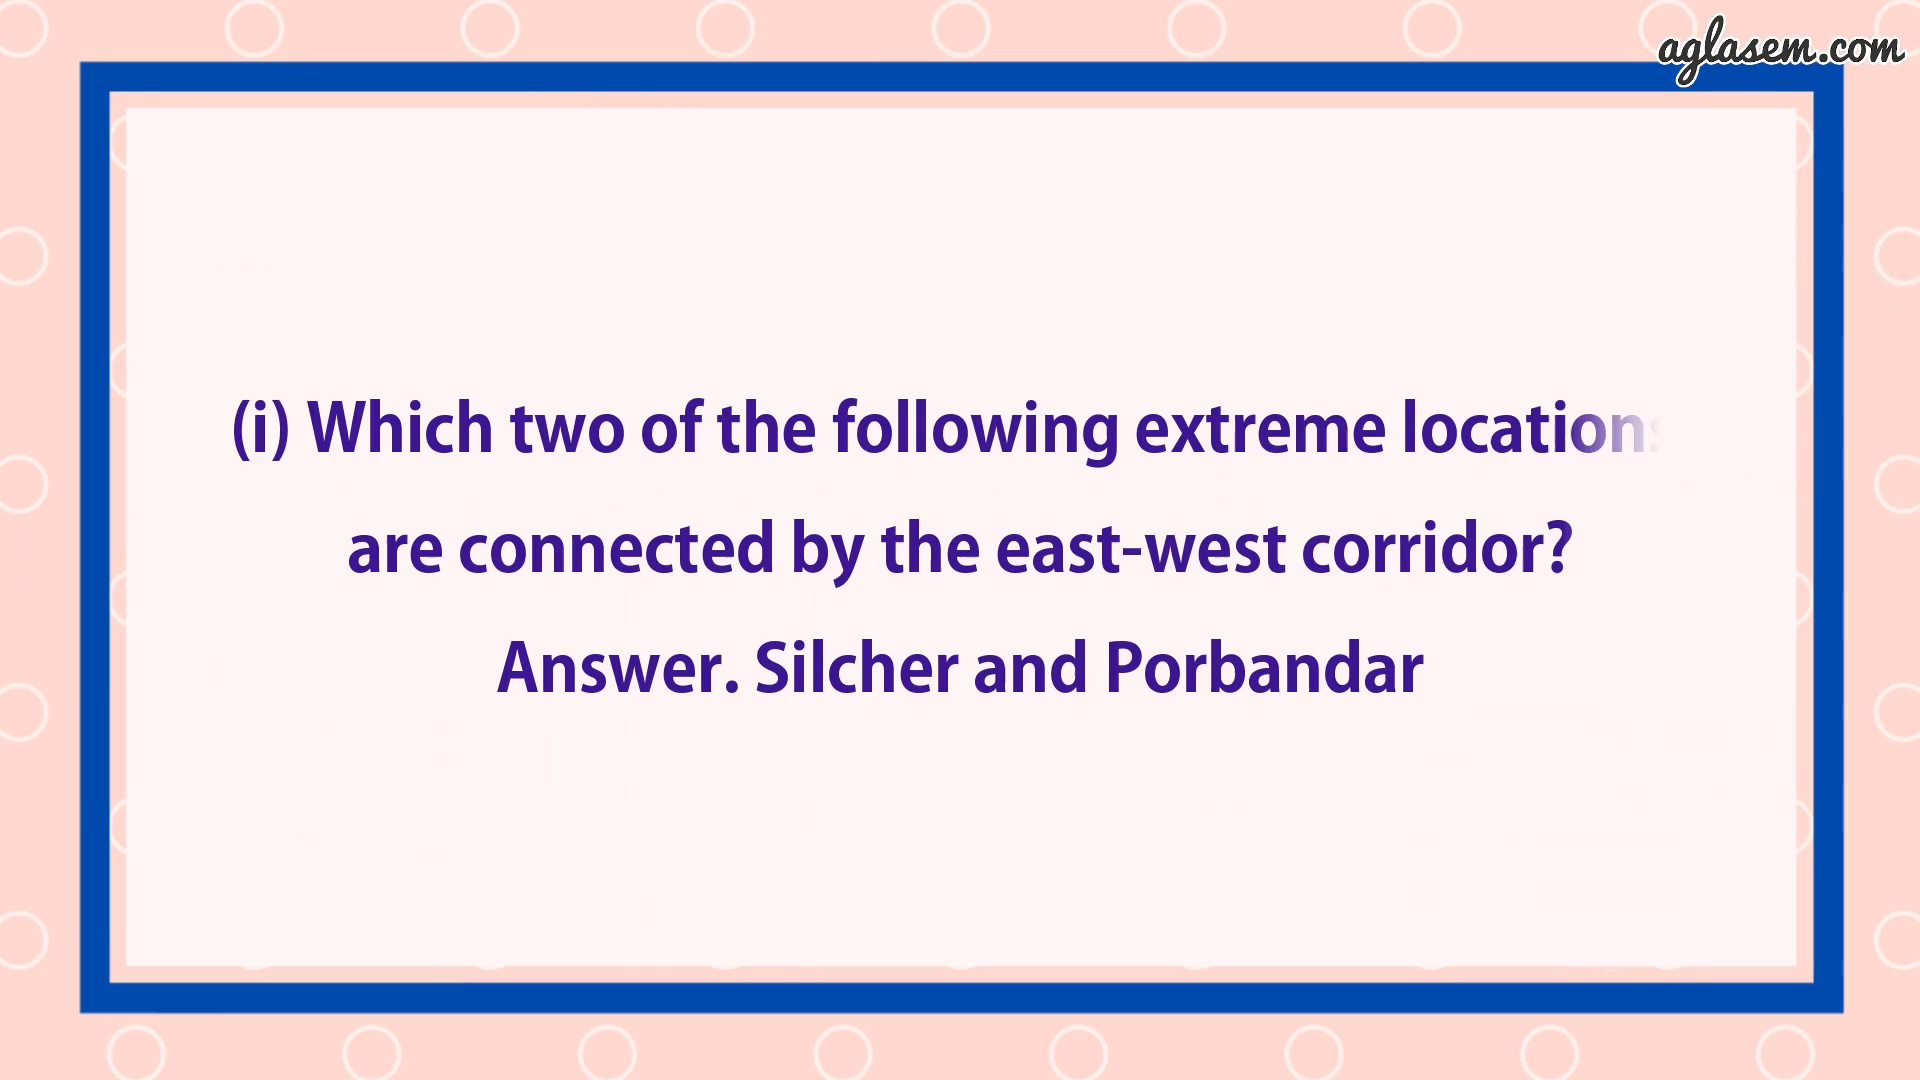 aglasem.com
(i) Which two of the following extreme locations
are connected by the east-west corridor?
Answer. Silcher and Porbandar